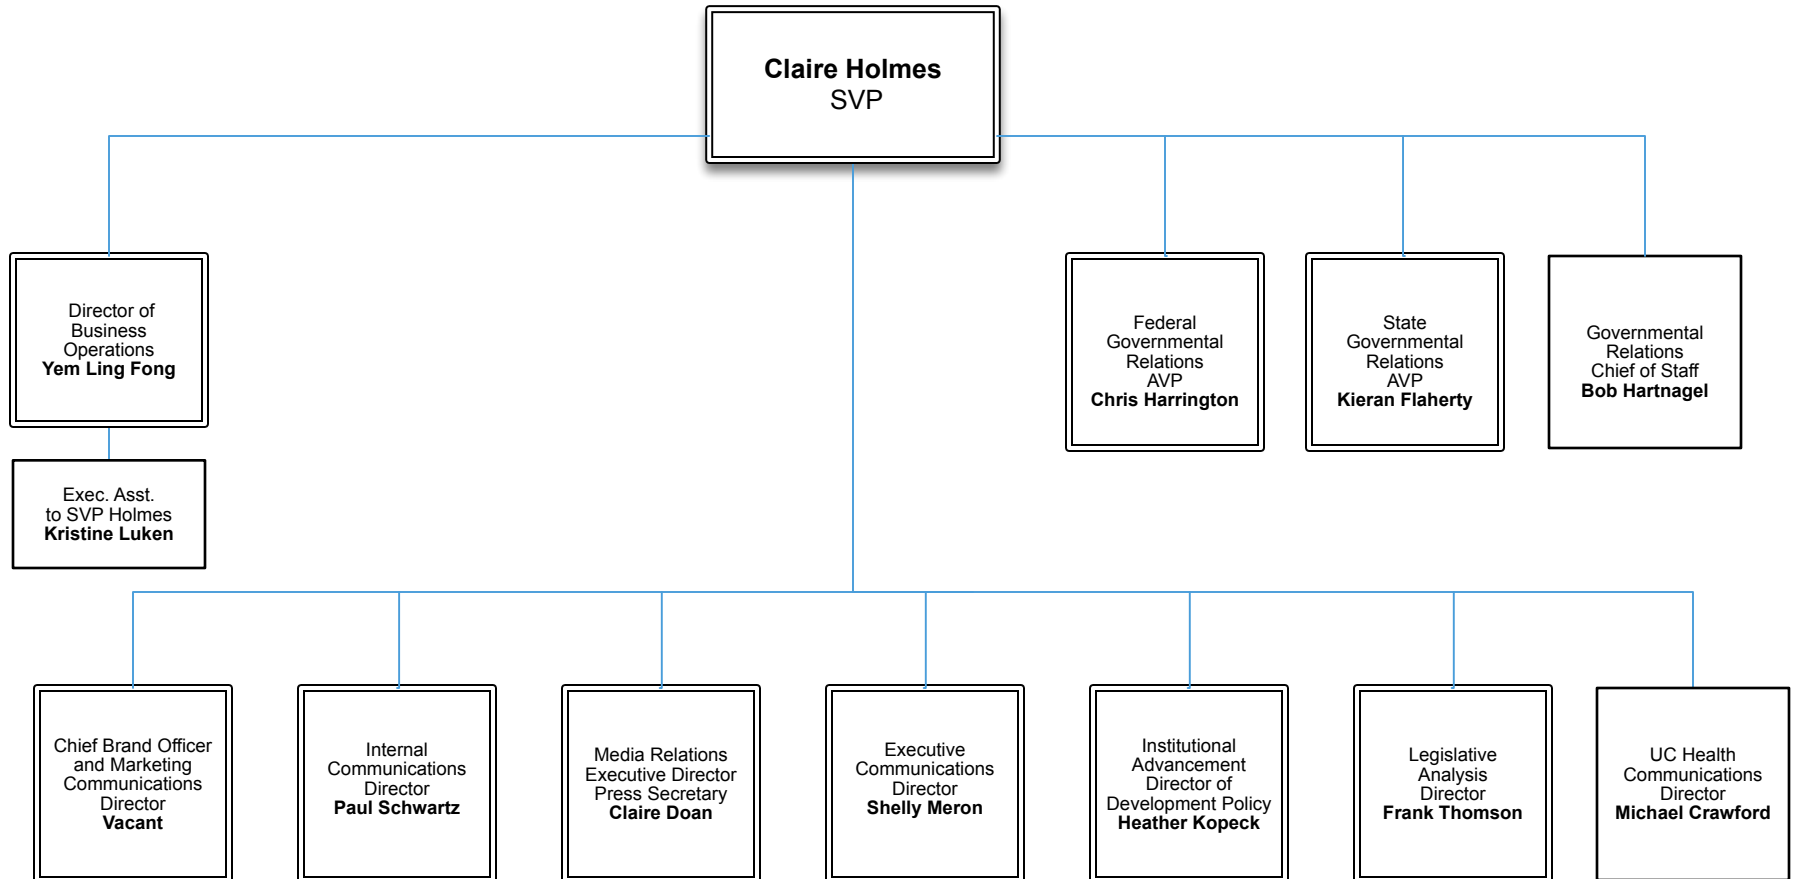 Claire Holmes
SVP
Director of
Business
Operations
Yem Ling Fong
Federal
Governmental
Relations
AVP
Chris Harrington
State
Governmental
Relations
AVP
Kieran Flaherty
Governmental
Relations
Chief of Staff
Bob Hartnagel
Exec. Asst.
to SVP Holmes
Kristine Luken
Chief Brand Officer
and Marketing
Communications
Director
Vacant
Internal
Communications
Director
Paul Schwartz
Media Relations
Executive Director
Press Secretary
Claire Doan
Executive
Communications
Director
Shelly Meron
Institutional
Advancement
Director of
Development Policy
Heather Kopeck
Legislative
Analysis
Director
Frank Thomson
UC Health
Communications
Director
Michael Crawford